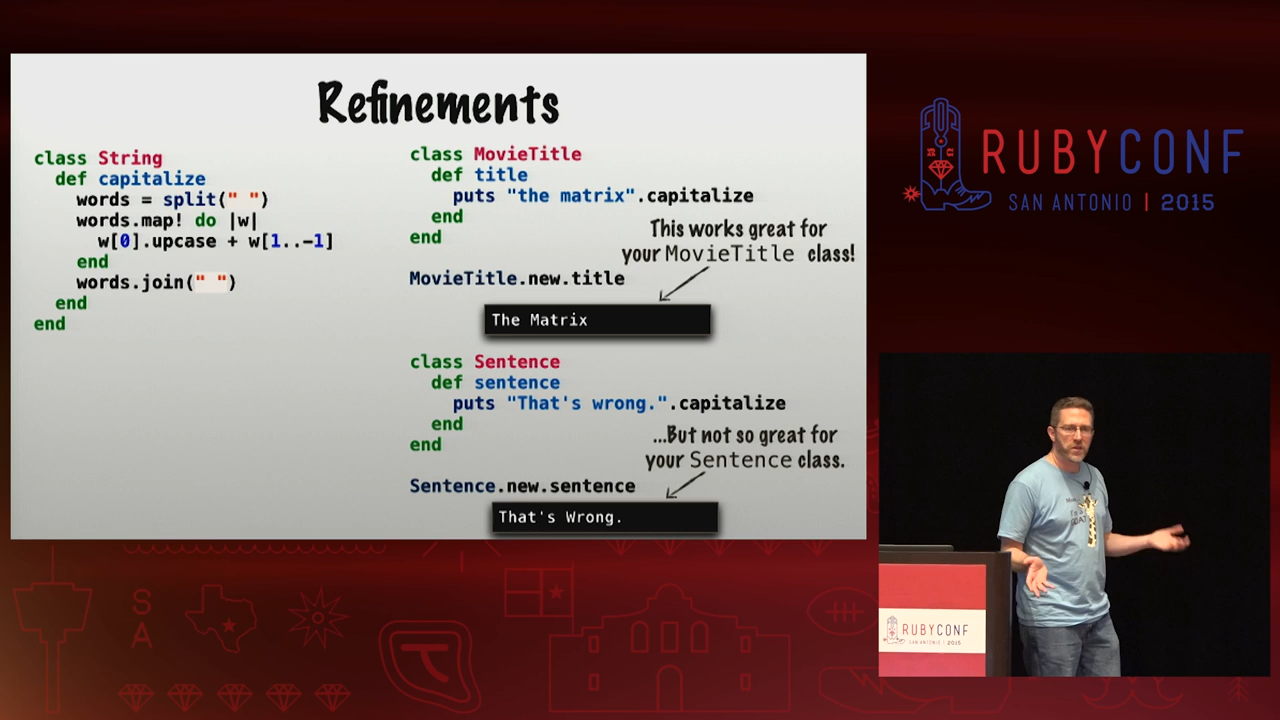 Refinements
class String
  def capitalize
    words = split(" ")
    words.map! do |w|
      w[0].upcase + w[1..-1]
    end
    words.join(" ")
  end
end
class MovieTitle
  def title
    puts "the matrix".capitalize
  end
end
This works great for
your MovieTitle class!
MovieTitle.new.title
The Matrix
class Sentence
  def sentence
    puts "That's wrong.".capitalize
  end
end
...But not so great for
your Sentence class.
Sentence.new.sentence
That's Wrong.
RUBYCONF
SAN ANTONIO | 2015
I'm a
RUBYCONF
SAN ANTONIO | 2015
S
A